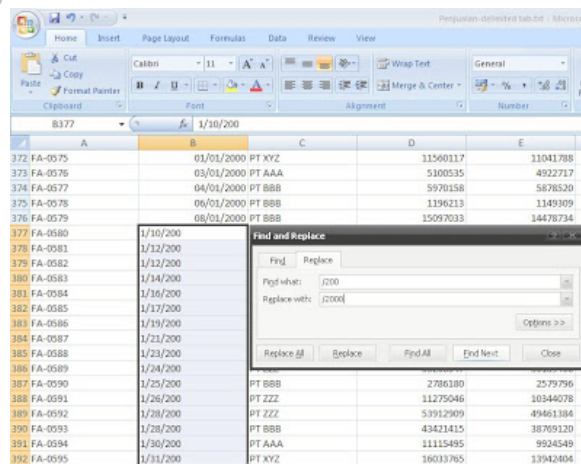 Penjualan-delimited tab.txt - Micros
Home Insert Page Layout Formulas Data Review View
Cut
Copy
Format Painter
Paste
Calibri 11 A A
B I U A
Wrap Text
Merge & Center
General
% ,
Clipboard Font Alignment Number
B377 fx 1/10/200
A B C D E
372 FA-0575 01/01/2000 PT XYZ 11560117 11041788
373 FA-0576 03/01/2000 PT AAA 5100535 4922717
374 FA-0577 04/01/2000 PT BBB 5970158 5878520
375 FA-0578 06/01/2000 PT BBB 1196213 1149309
376 FA-0579 08/01/2000 PT BBB 15097033 14478734
377 FA-0580 1/10/200
378 FA-0581 1/12/200
379 FA-0582 1/12/200
380 FA-0583 1/14/200
381 FA-0584 1/16/200
382 FA-0585 1/17/200
383 FA-0586 1/19/200
384 FA-0587 1/21/200
385 FA-0588 1/23/200
386 FA-0589 1/24/200
387 FA-0590 1/25/200 PT BBB 2786180 2579796
388 FA-0591 1/26/200 PT ZZZ 11275046 10344078
389 FA-0592 1/28/200 PT ZZZ 53912909 49461384
390 FA-0593 1/28/200 PT BBB 43421415 38769120
391 FA-0594 1/30/200 PT AAA 11115495 9924549
392 FA-0595 1/31/200 PT XYZ 16033765 13942404
Find and Replace
Find Replace
Find what: /200
Replace with: /2000
Options >>
Replace All Replace Find All Find Next Close